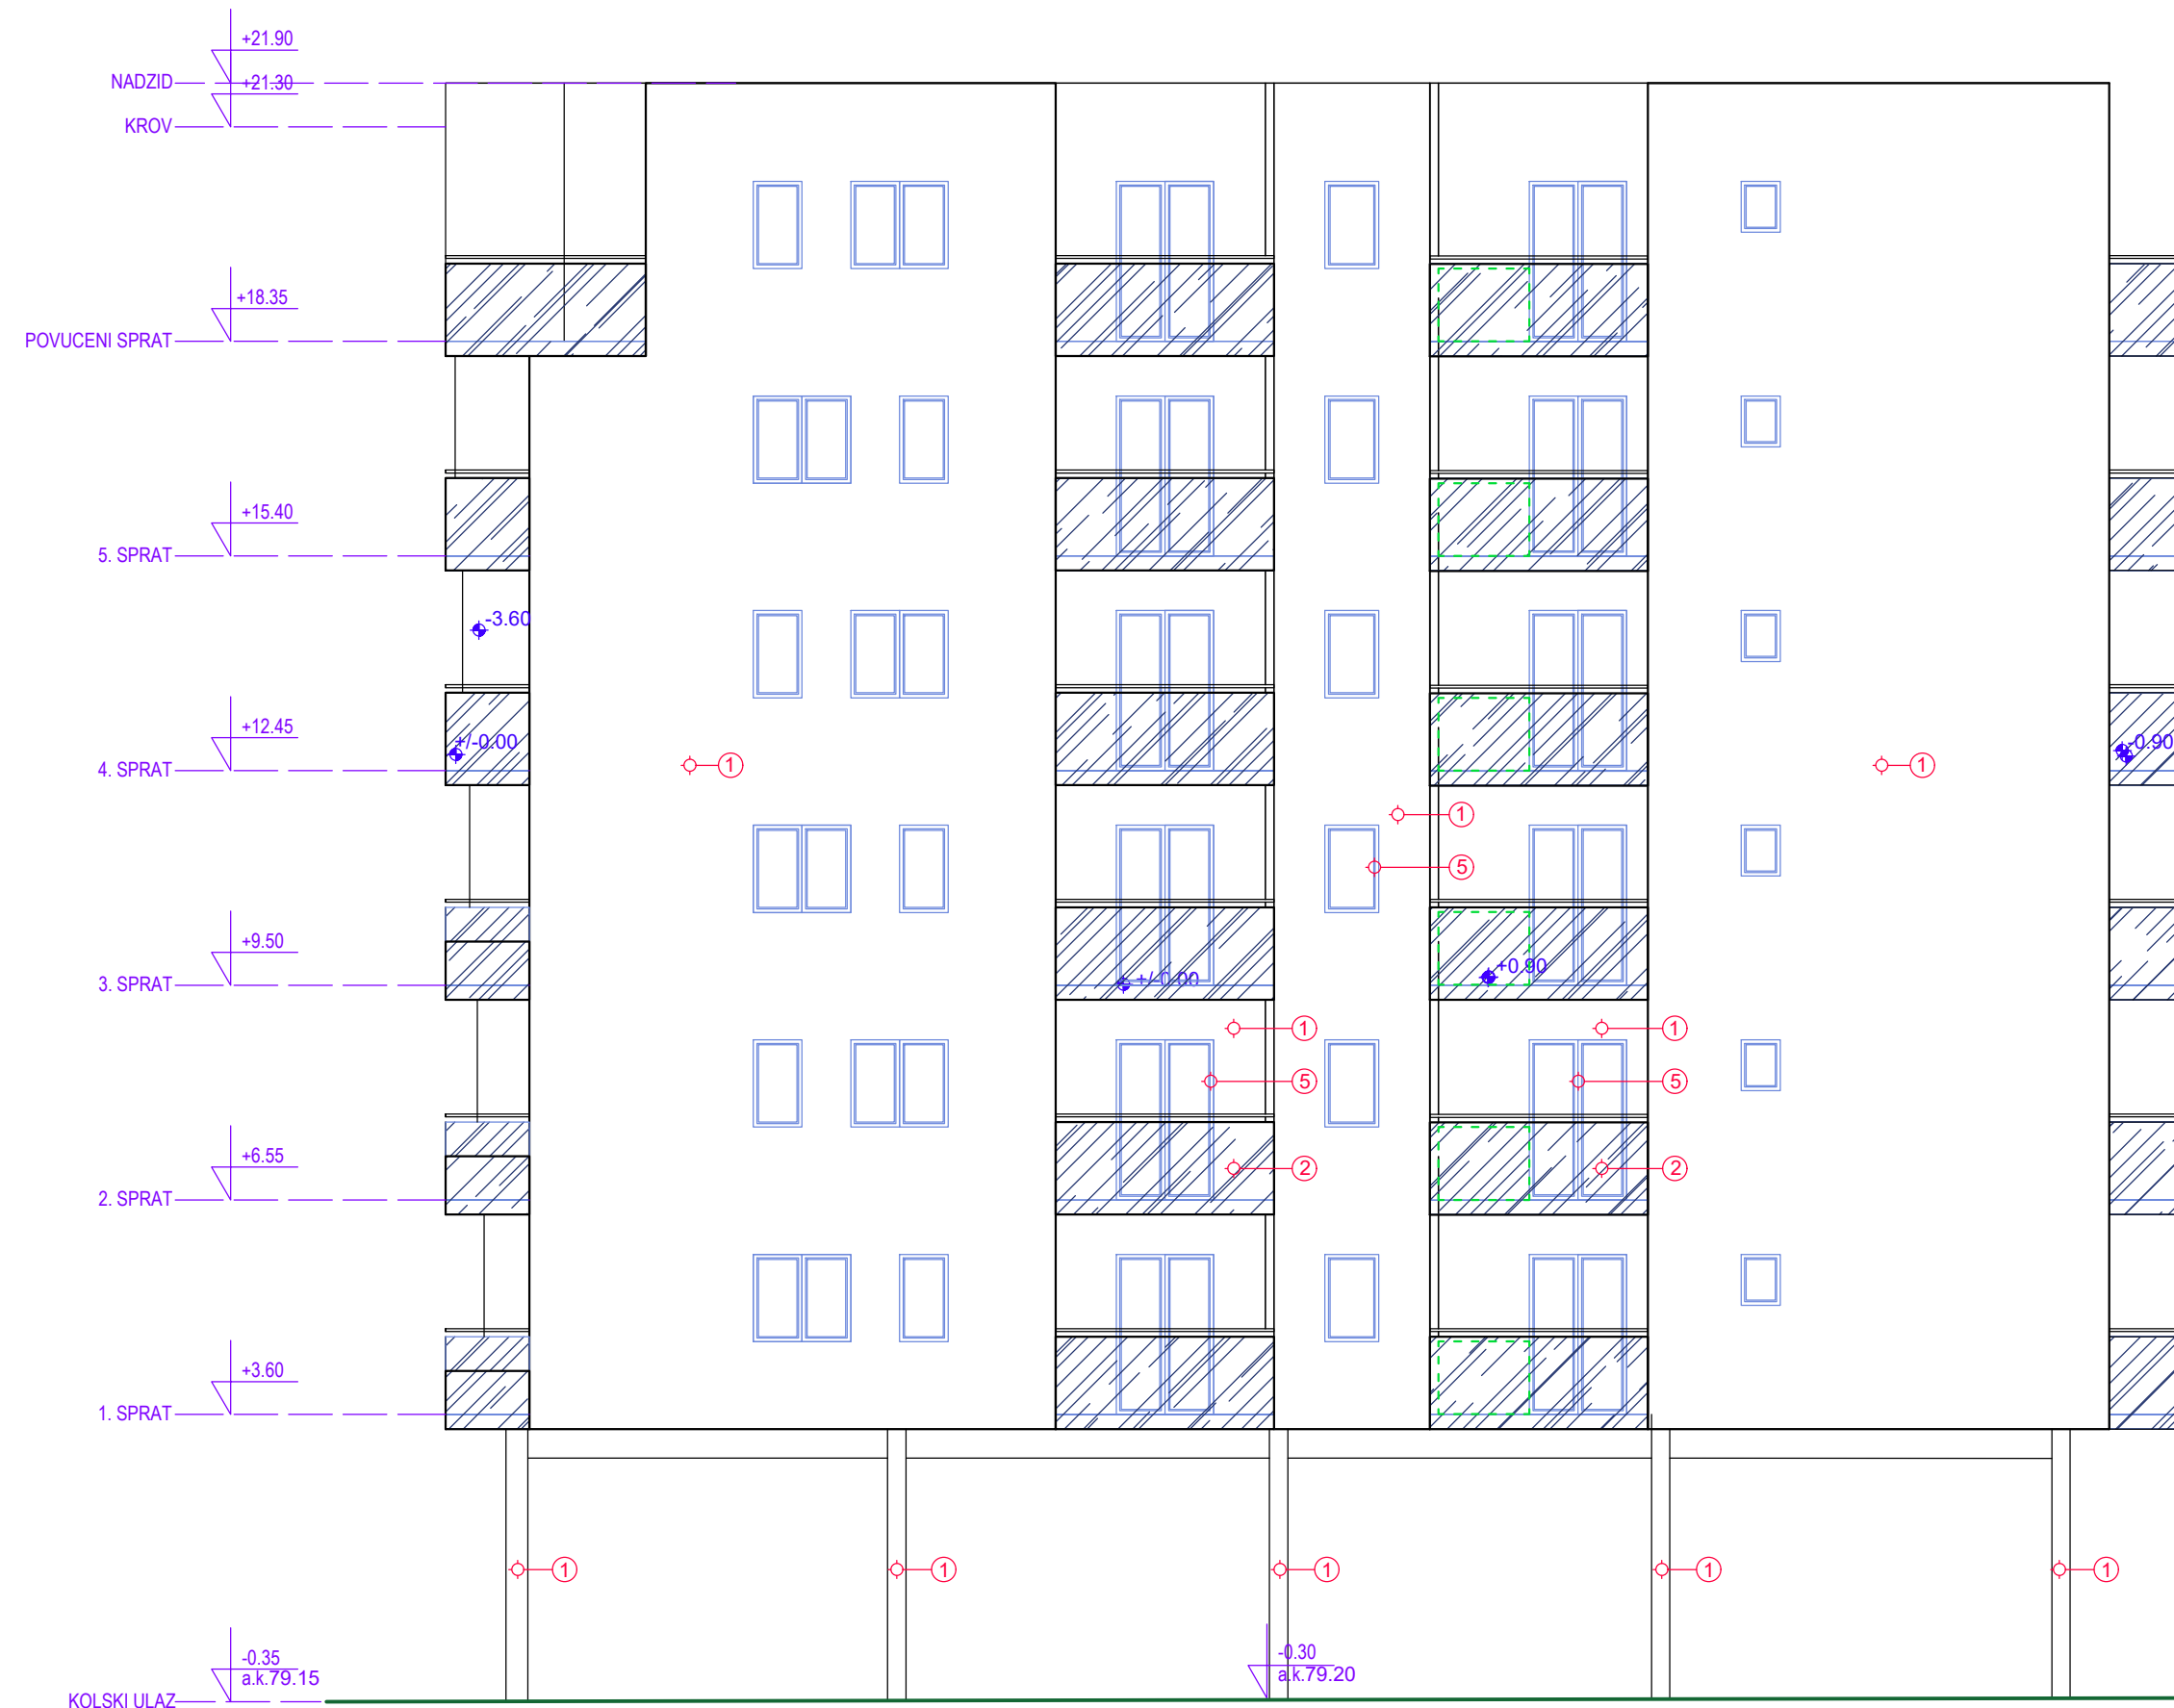 +21.90
NADZID
+21.30
KROV
+18.35
POVUCENI SPRAT
+15.40
5. SPRAT
-3.60
+12.45
+/-0.00
-0.90
4. SPRAT
1
1
1
5
+9.50
+0.90
3. SPRAT
+/-0.00
1
1
5
5
+6.55
2
2
2. SPRAT
+3.60
1. SPRAT
1
1
1
1
1
-0.35
a.k.79.15
-0.30
a.k.79.20
KOLSKI ULAZ